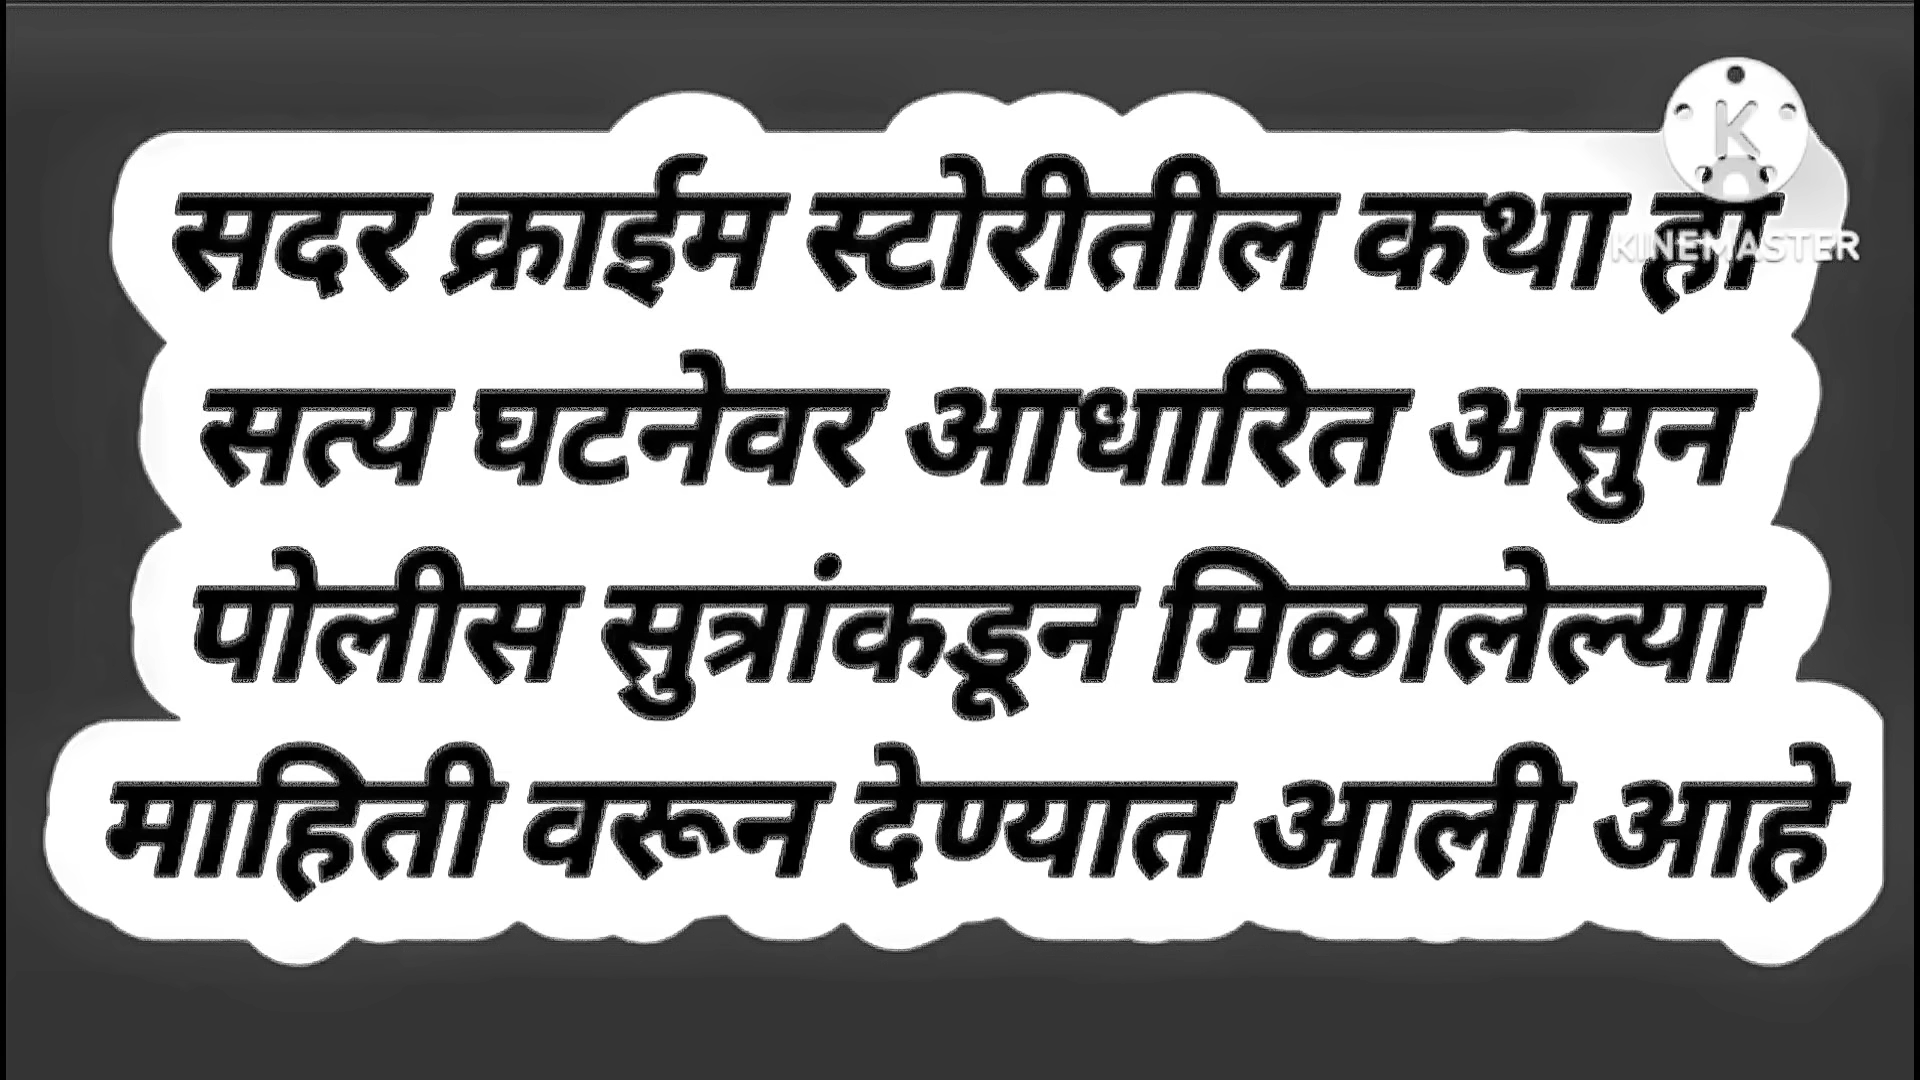 सदर क्राईम स्टोरीतील कथा हा
सत्य घटनेवर आधारित असुन
पोलीस सुत्रांकडून मिळालेल्या
माहिती वरून देण्यात आली आहे
K
KINEMASTER